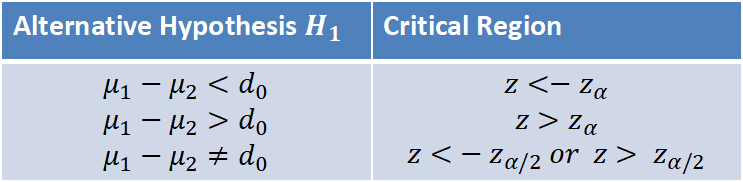 Alternative Hypothesis H₁ Critical Region
μ₁ − μ₂ < d₀ z <− z_α
μ₁ − μ₂ > d₀ z > z_α
μ₁ − μ₂ ≠ d₀ z < − z_α/2 or z > z_α/2